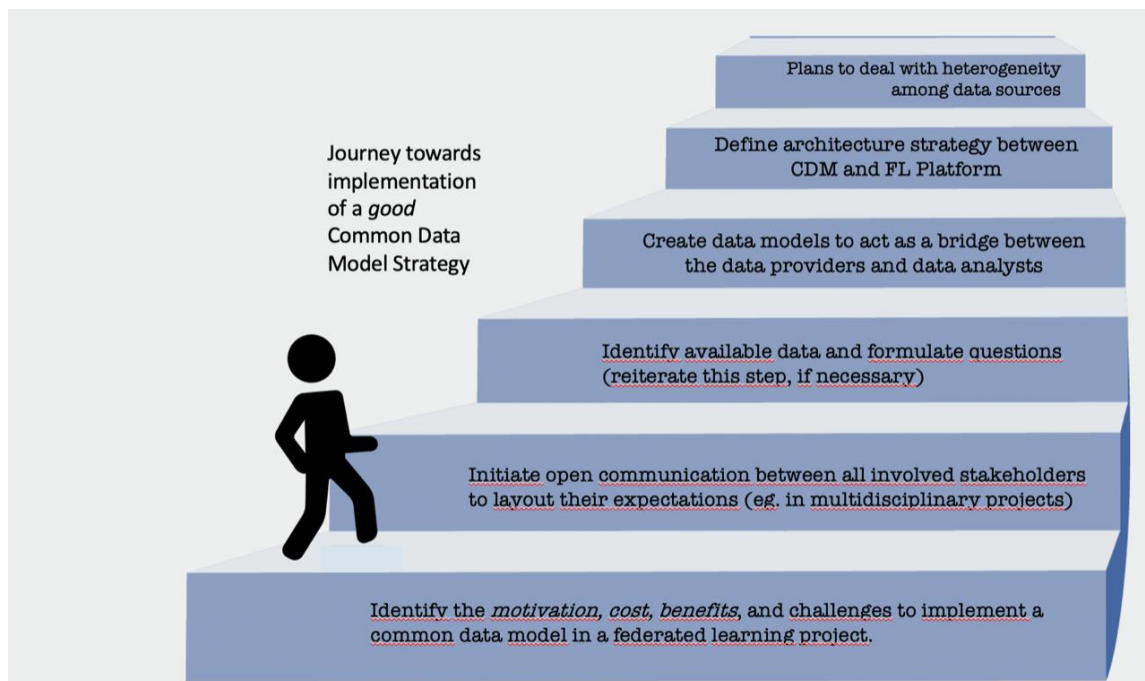 Plans to deal with heterogeneity
among data sources
Define architecture strategy between
CDM and FL Platform
Journey towards
implementation
of a good
Common Data
Model Strategy
Create data models to act as a bridge between
the data providers and data analysts
Identify available data and formulate questions
(reiterate this step, if necessary)
Initiate open communication between all involved stakeholders
to layout their expectations (eg. in multidisciplinary projects)
Identify the motivation, cost, benefits, and challenges to implement a
common data model in a federated learning project.